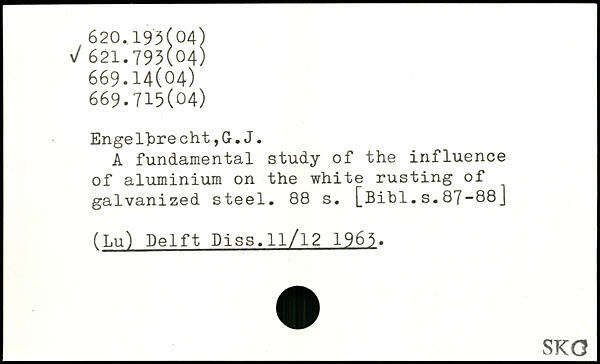 620.193(04)
✓ 621.793(04)
669.14(04)
669.715(04)
Engelbrecht,G.J.
A fundamental study of the influence
of aluminium on the white rusting of
galvanized steel. 88 s. [Bibl.s.87-88]
(Lu) Delft Diss.11/12 1963.